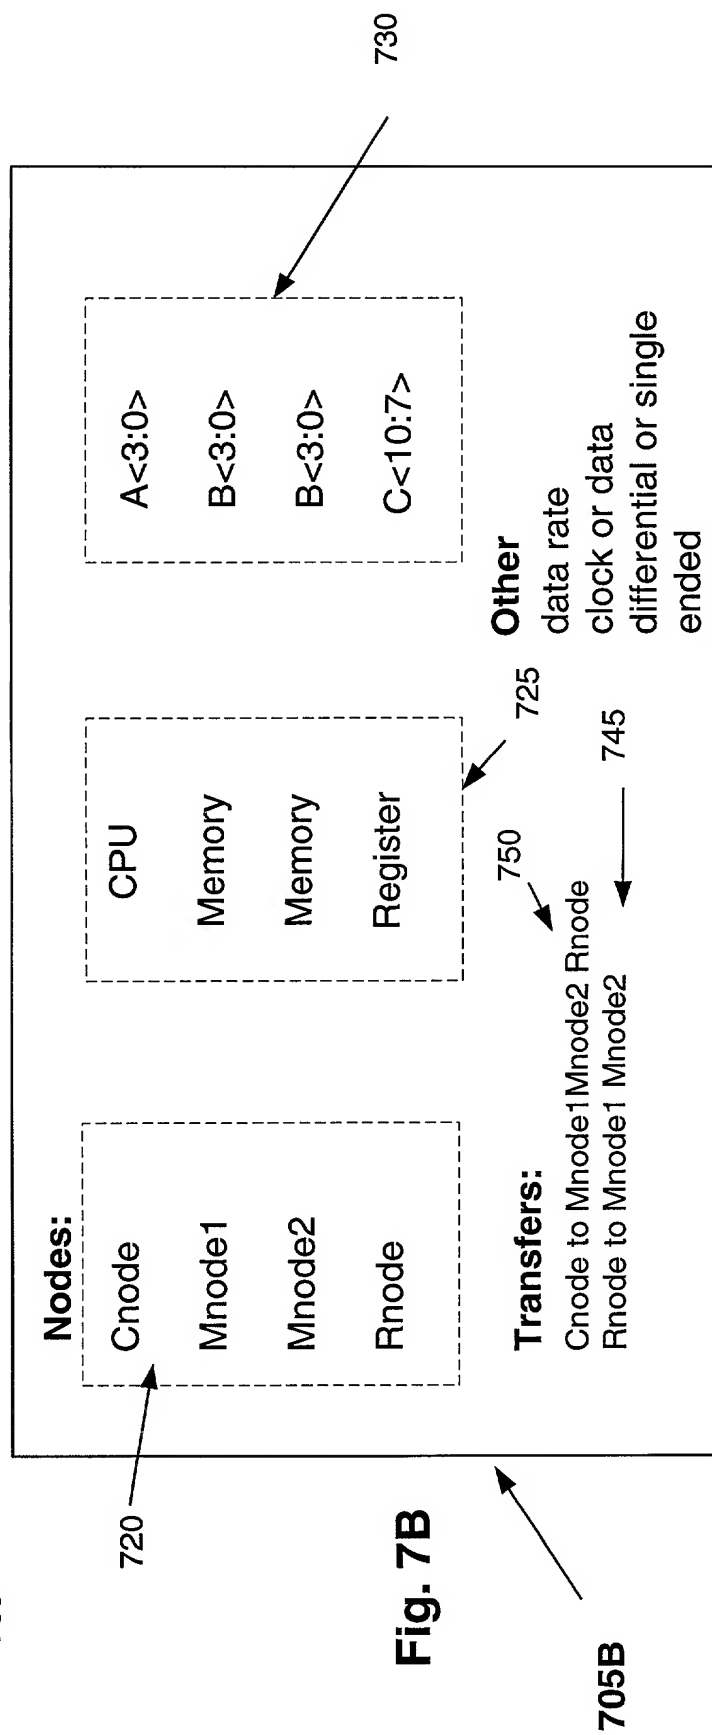 730
Nodes:
Cnode CPU A<3:0>
Mnode1 Memory B<3:0>
Mnode2 Memory B<3:0>
Rnode Register C<10:7>
720
725
Transfers:
Cnode to Mnode1Mnode2 Rnode
Rnode to Mnode1 Mnode2
750
745
Other
data rate
clock or data
differential or single
ended
Fig. 7B
705B